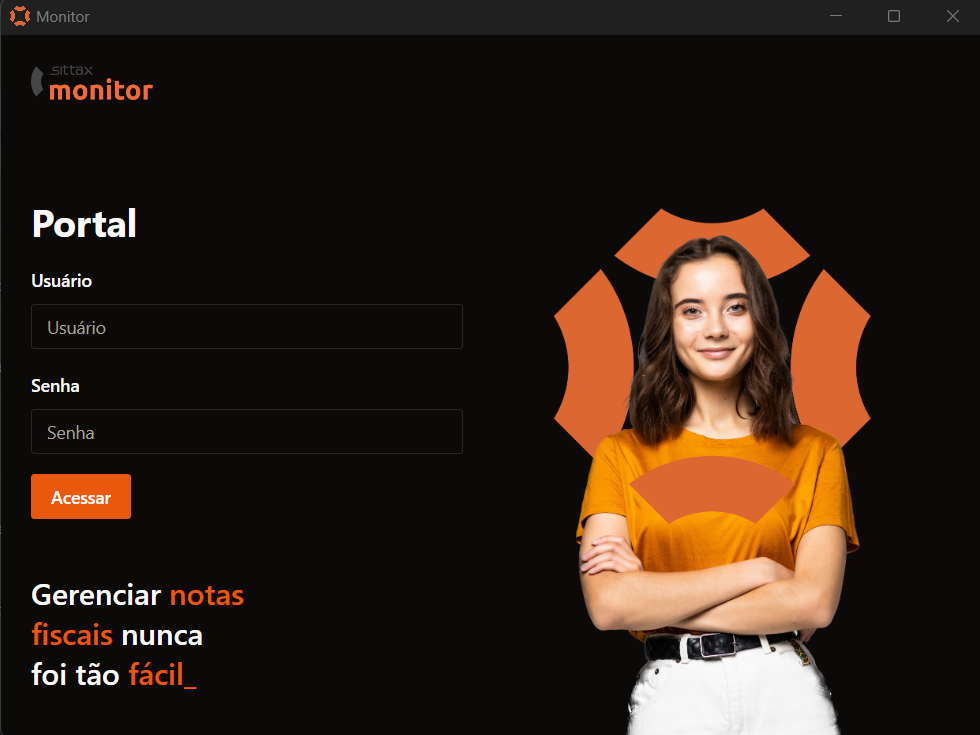 Monitor
sittax
monitor
Portal
Usuário
Usuário
Senha
Senha
Acessar
Gerenciar notas
fiscais nunca
foi tão fácil_